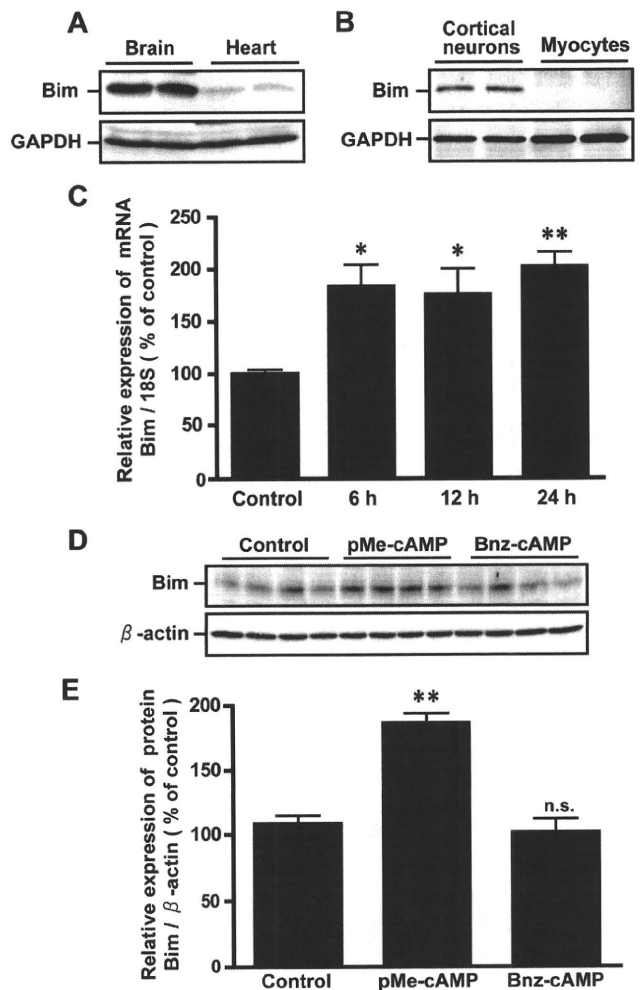 A
Brain Heart
Bim
GAPDH
B
Cortical
neurons Myocytes
Bim
GAPDH
C
Relative expression of mRNA
Bim / 18S ( % of control )
250
200
150
100
50
0
*
*
**
Control 6 h 12 h 24 h
D
Control pMe-cAMP Bnz-cAMP
Bim
β-actin
E
Relative expression of protein
Bim / β-actin ( % of control )
200
150
100
50
0
**
n.s.
Control pMe-cAMP Bnz-cAMP